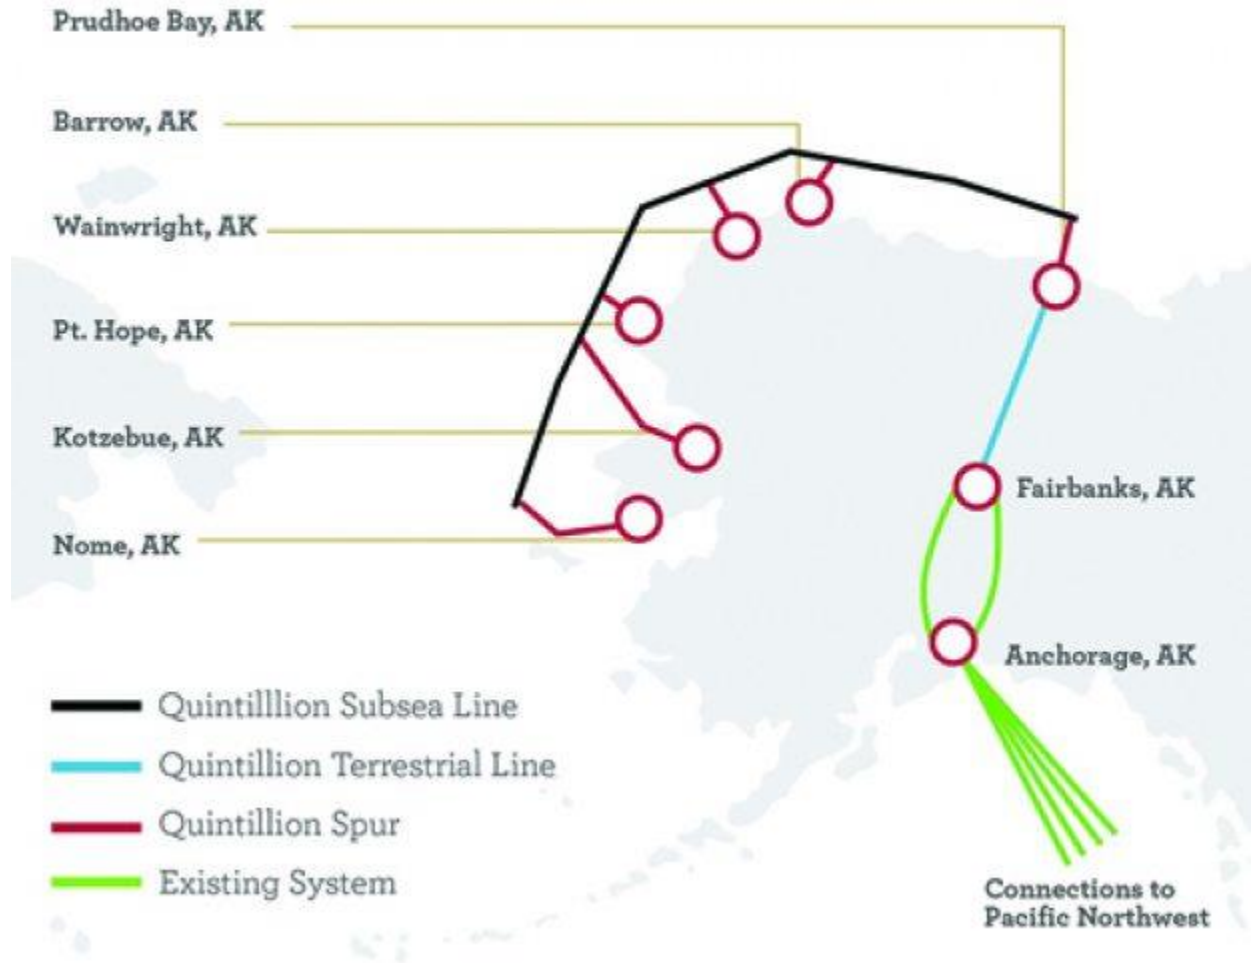 Prudhoe Bay, AK
Barrow, AK
Wainwright, AK
Pt. Hope, AK
Kotzebue, AK
Nome, AK
Fairbanks, AK
Anchorage, AK
Quintilllion Subsea Line
Quintillion Terrestrial Line
Quintillion Spur
Existing System
Connections to
Pacific Northwest